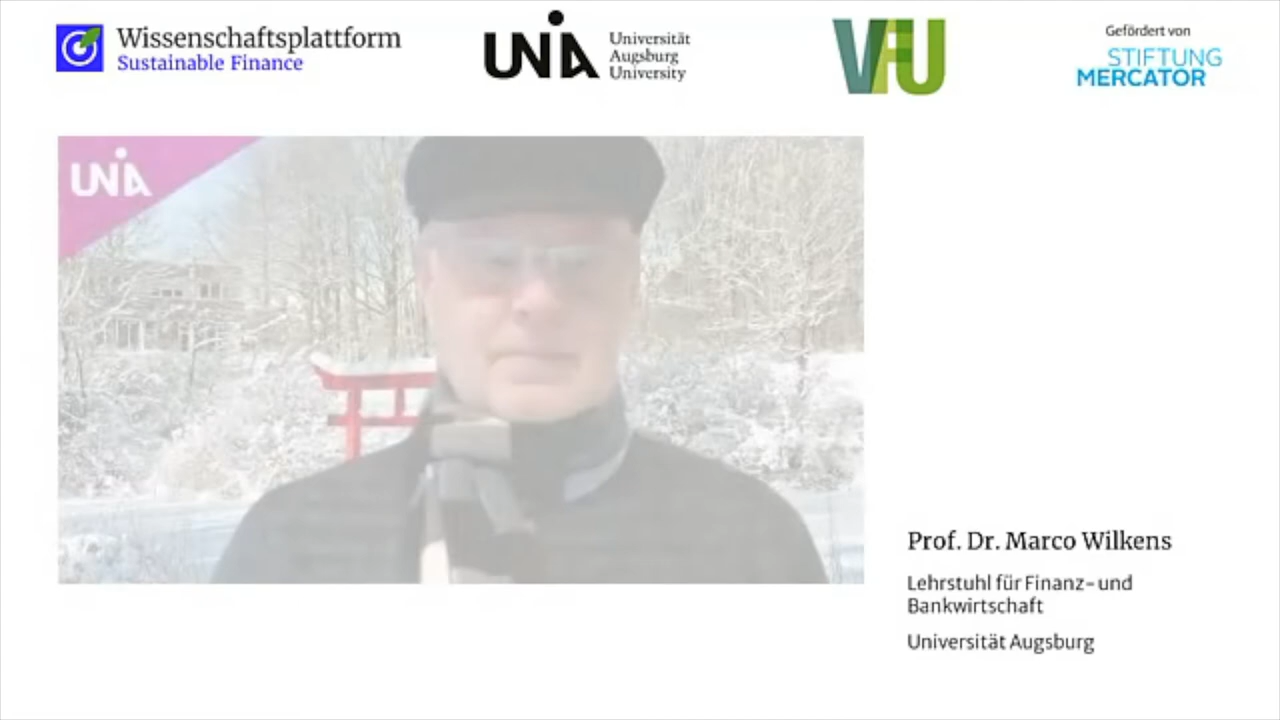 Wissenschaftsplattform
Sustainable Finance
UNIA
Universität
Augsburg
University
VFU
Gefördert von
STIFTUNG
MERCATOR
UNIA
Prof. Dr. Marco Wilkens
Lehrstuhl für Finanz- und
Bankwirtschaft
Universität Augsburg